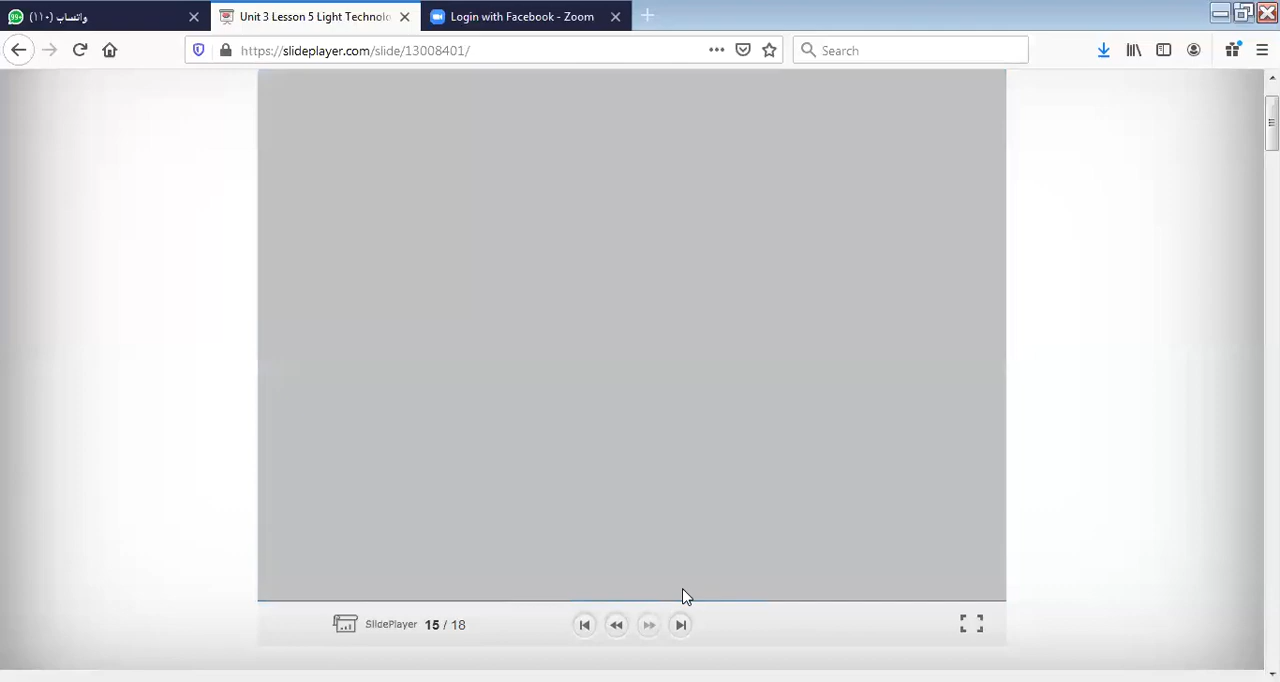 واتساب (١١٠)
Unit 3 Lesson 5 Light Technolo
Login with Facebook - Zoom
https://slideplayer.com/slide/13008401/
Search
SlidePlayer 15 / 18